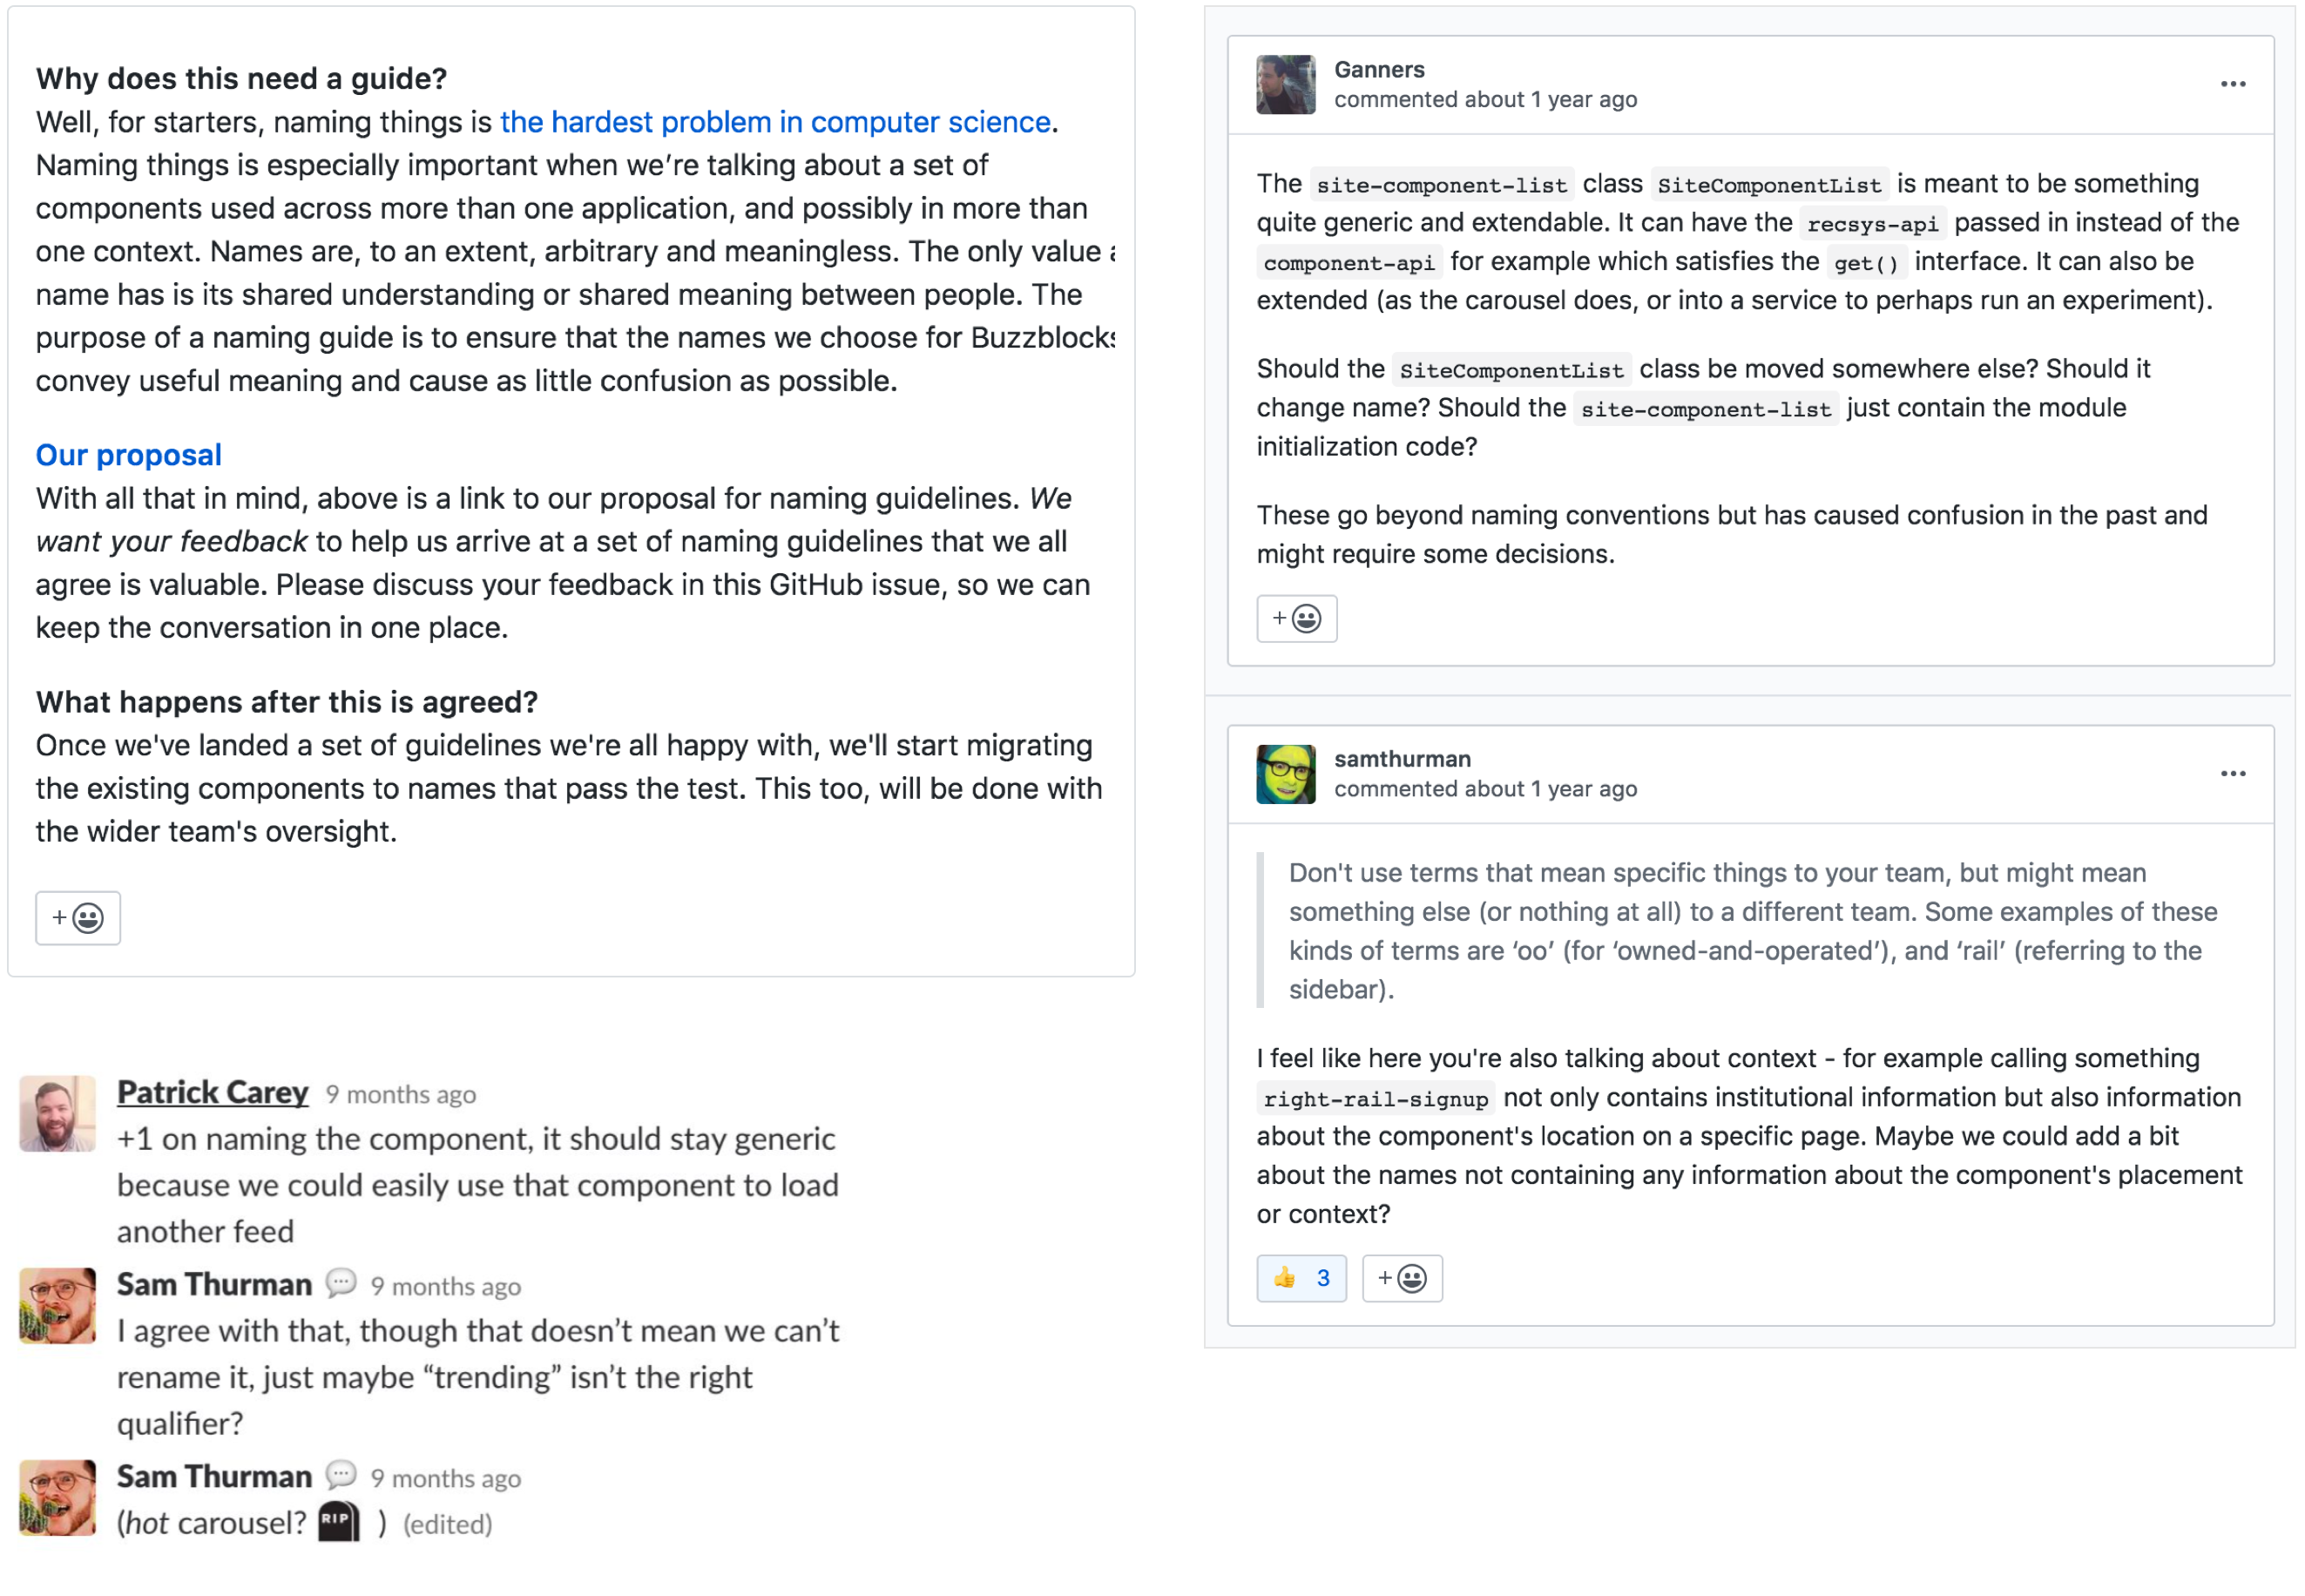 Why does this need a guide?
Well, for starters, naming things is the hardest problem in computer science.
Naming things is especially important when we’re talking about a set of
components used across more than one application, and possibly in more than
one context. Names are, to an extent, arbitrary and meaningless. The only value
name has is its shared understanding or shared meaning between people. The
purpose of a naming guide is to ensure that the names we choose for Buzzblocks
convey useful meaning and cause as little confusion as possible.
Our proposal
With all that in mind, above is a link to our proposal for naming guidelines. We
want your feedback to help us arrive at a set of naming guidelines that we all
agree is valuable. Please discuss your feedback in this GitHub issue, so we can
keep the conversation in one place.
What happens after this is agreed?
Once we've landed a set of guidelines we're all happy with, we'll start migrating
the existing components to names that pass the test. This too, will be done with
the wider team's oversight.
+
Patrick Carey 9 months ago
+1 on naming the component, it should stay generic
because we could easily use that component to load
another feed
Sam Thurman 9 months ago
I agree with that, though that doesn’t mean we can’t
rename it, just maybe “trending” isn’t the right
qualifier?
Sam Thurman 9 months ago
(hot carousel? RIP ) (edited)
Ganners
commented about 1 year ago
The site-component-list class SiteComponentList is meant to be something
quite generic and extendable. It can have the recsys-api passed in instead of the
component-api for example which satisfies the get() interface. It can also be
extended (as the carousel does, or into a service to perhaps run an experiment).
Should the SiteComponentList class be moved somewhere else? Should it
change name? Should the site-component-list just contain the module
initialization code?
These go beyond naming conventions but has caused confusion in the past and
might require some decisions.
+
samthurman
commented about 1 year ago
Don't use terms that mean specific things to your team, but might mean
something else (or nothing at all) to a different team. Some examples of these
kinds of terms are ‘oo’ (for ‘owned-and-operated’), and ‘rail’ (referring to the
sidebar).
I feel like here you're also talking about context - for example calling something
right-rail-signup not only contains institutional information but also information
about the component's location on a specific page. Maybe we could add a bit
about the names not containing any information about the component's placement
or context?
3 +